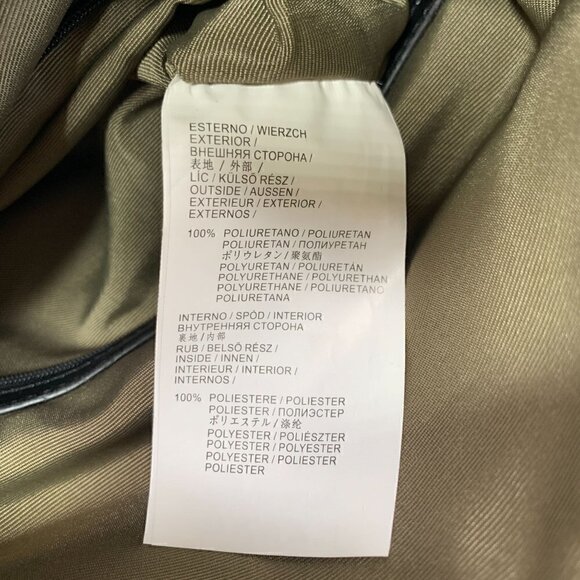 ESTERNO / WIERZCH
EXTERIOR /
ВНЕШНЯЯ СТОРОНА /
表地 / 外部 /
LÍC / KÜLSŐ RÉSZ /
OUTSIDE / AUSSEN /
EXTERIEUR / EXTERIOR /
EXTERNOS /
100% POLIURETANO / POLIURETAN
POLIURETAN / ПОЛИУРЕТАН
ポリウレタン / 聚氨酯
POLYURETAN / POLIURETÁN
POLYURETHANE / POLYURETHAN
POLYURETHANE / POLIURETANO
POLIURETANA
INTERNO / SPÓD / INTERIOR
ВНУТРЕННЯЯ СТОРОНА
裏地 / 内部
RUB / BELSŐ RÉSZ /
INSIDE / INNEN /
INTERIEUR / INTERIOR /
INTERNOS /
100% POLIESTERE / POLIESTER
POLIESTER / ПОЛИЭСТЕР
ポリエステル / 涤纶
POLYESTER / POLIÉSZTER
POLYESTER / POLYESTER
POLYESTER / POLIESTER
POLIESTER